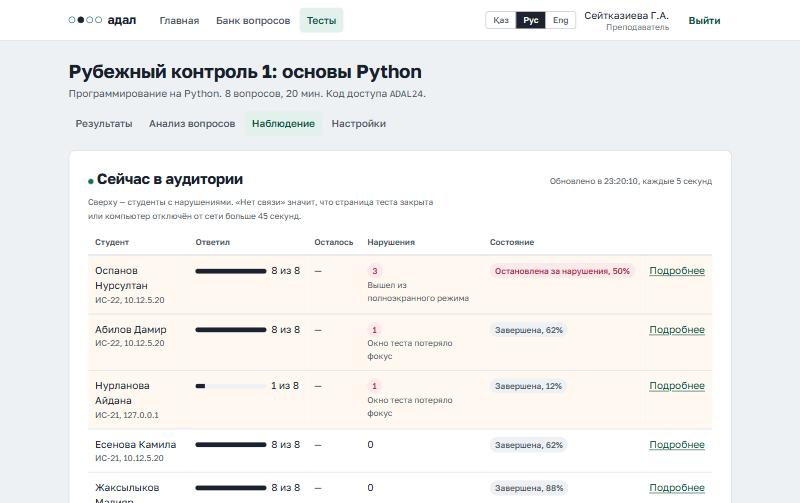 адал Главная Банк вопросов Тесты Қаз Рус Eng Сейтказиева Г.А. Выйти
Преподаватель
Рубежный контроль 1: основы Python
Программирование на Python. 8 вопросов, 20 мин. Код доступа ADAL24.
Результаты Анализ вопросов Наблюдение Настройки
Сейчас в аудитории Обновлено в 23:20:10, каждые 5 секунд
Сверху — студенты с нарушениями. «Нет связи» значит, что страница теста закрыта
или компьютер отключён от сети больше 45 секунд.
Студент Ответил Осталось Нарушения Состояние
Оспанов 8 из 8 — 3 Остановлена за нарушения, 50% Подробнее
Нурсултан Вышел из
ИС-22, 10.12.5.20 полноэкранного режима
Абилов Дамир 8 из 8 — 1 Завершена, 62% Подробнее
ИС-22, 10.12.5.20 Окно теста потеряло
фокус
Нурланова 1 из 8 — 1 Завершена, 12% Подробнее
Айдана Окно теста потеряло
ИС-21, 127.0.0.1 фокус
Есенова Камила 8 из 8 — 0 Завершена, 62% Подробнее
ИС-21, 10.12.5.20
Жаксылыков 8 из 8 — 0 Завершена, 88% Подробнее